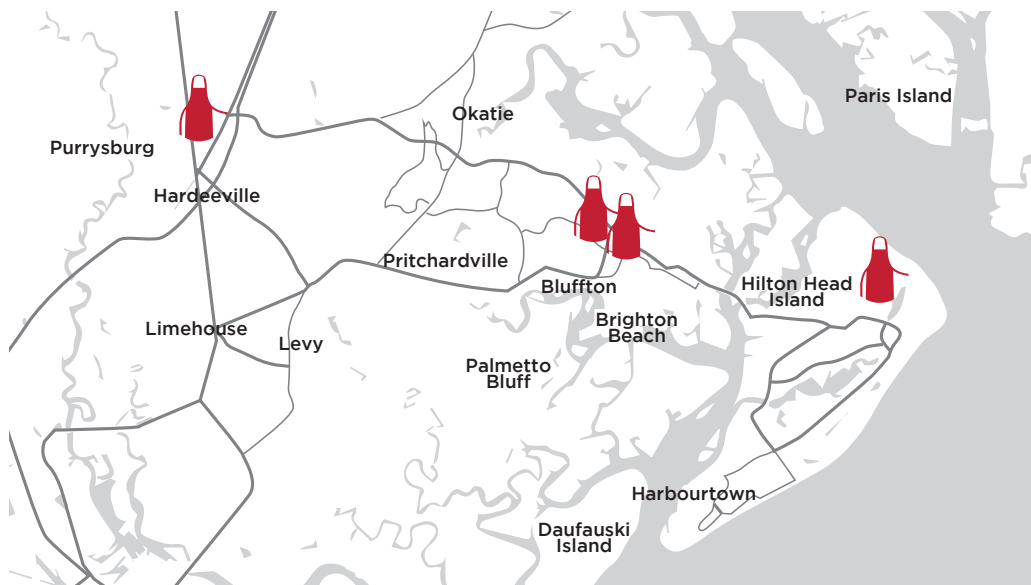 Paris Island
Okatie
Purrysburg
Hardeeville
Pritchardville
Bluffton
Hilton Head
Island
Brighton
Beach
Limehouse
Levy
Palmetto
Bluff
Harbourtown
Daufauski
Island